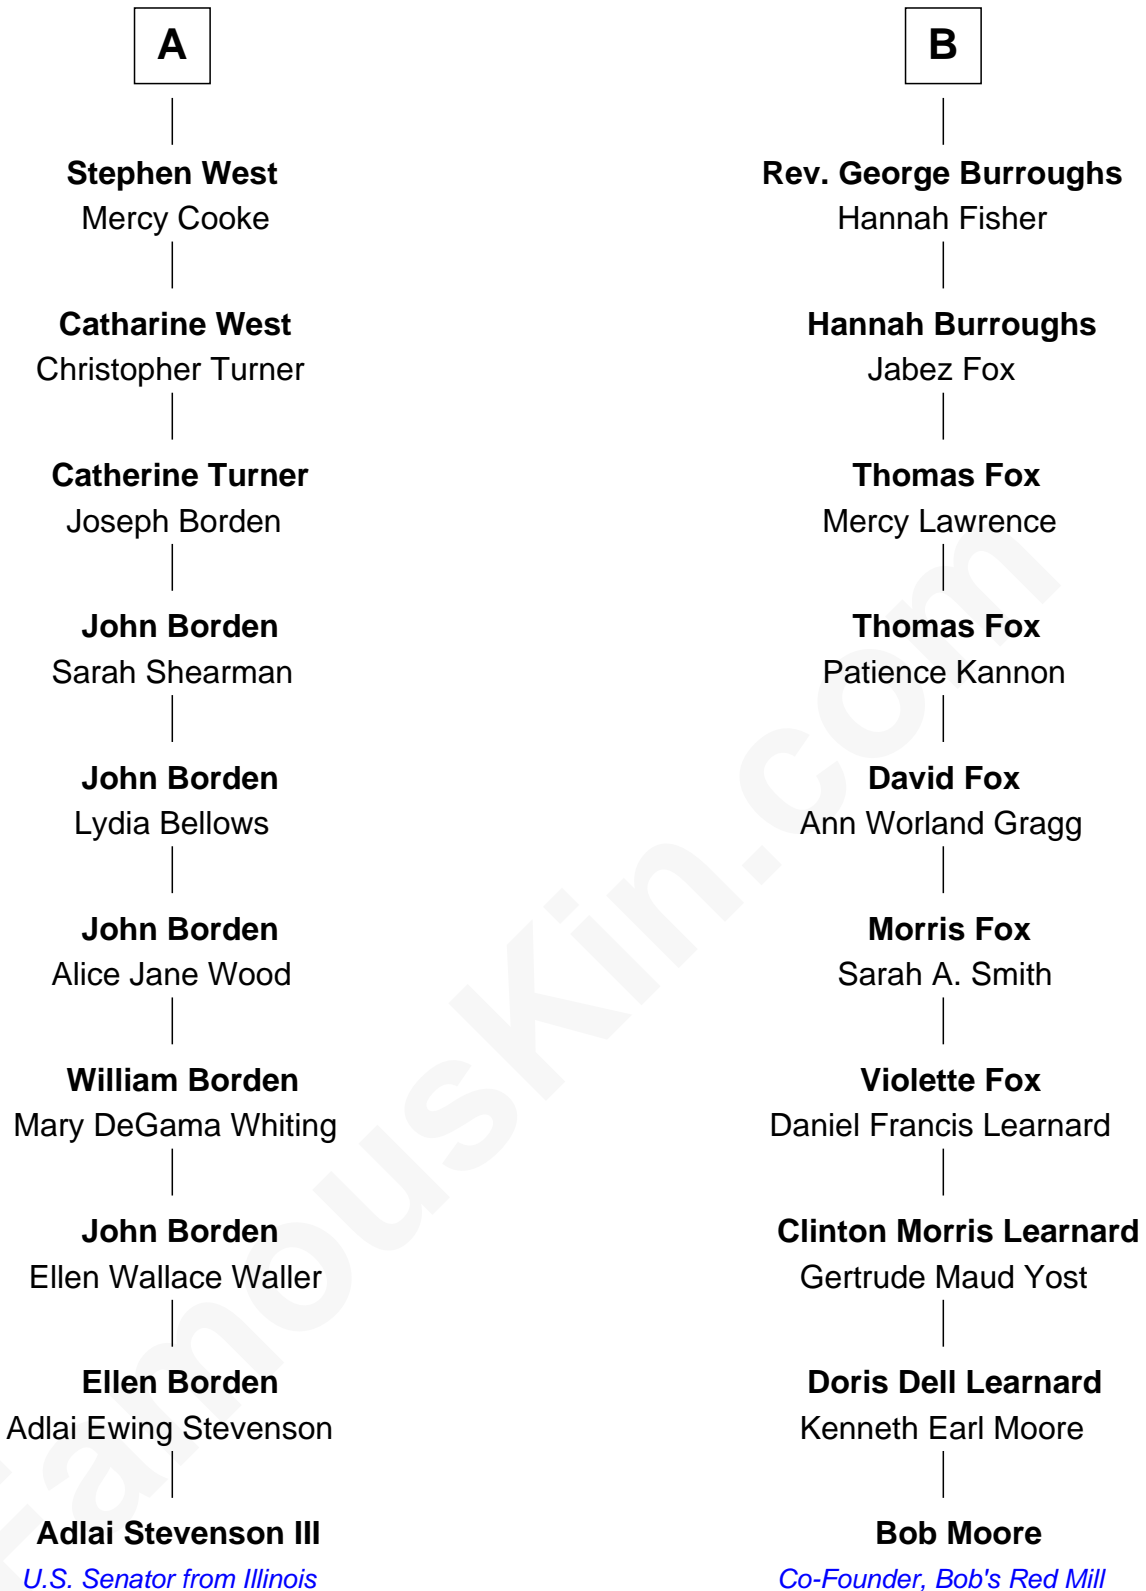 A
Stephen West
Mercy Cooke
Catharine West
Christopher Turner
Catherine Turner
Joseph Borden
John Borden
Sarah Shearman
John Borden
Lydia Bellows
John Borden
Alice Jane Wood
William Borden
Mary DeGama Whiting
John Borden
Ellen Wallace Waller
Ellen Borden
Adlai Ewing Stevenson
Adlai Stevenson III
U.S. Senator from Illinois
B
Rev. George Burroughs
Hannah Fisher
Hannah Burroughs
Jabez Fox
Thomas Fox
Mercy Lawrence
Thomas Fox
Patience Kannon
David Fox
Ann Worland Gragg
Morris Fox
Sarah A. Smith
Violette Fox
Daniel Francis Learnard
Clinton Morris Learnard
Gertrude Maud Yost
Doris Dell Learnard
Kenneth Earl Moore
Bob Moore
Co-Founder, Bob's Red Mill
FamousKin.com